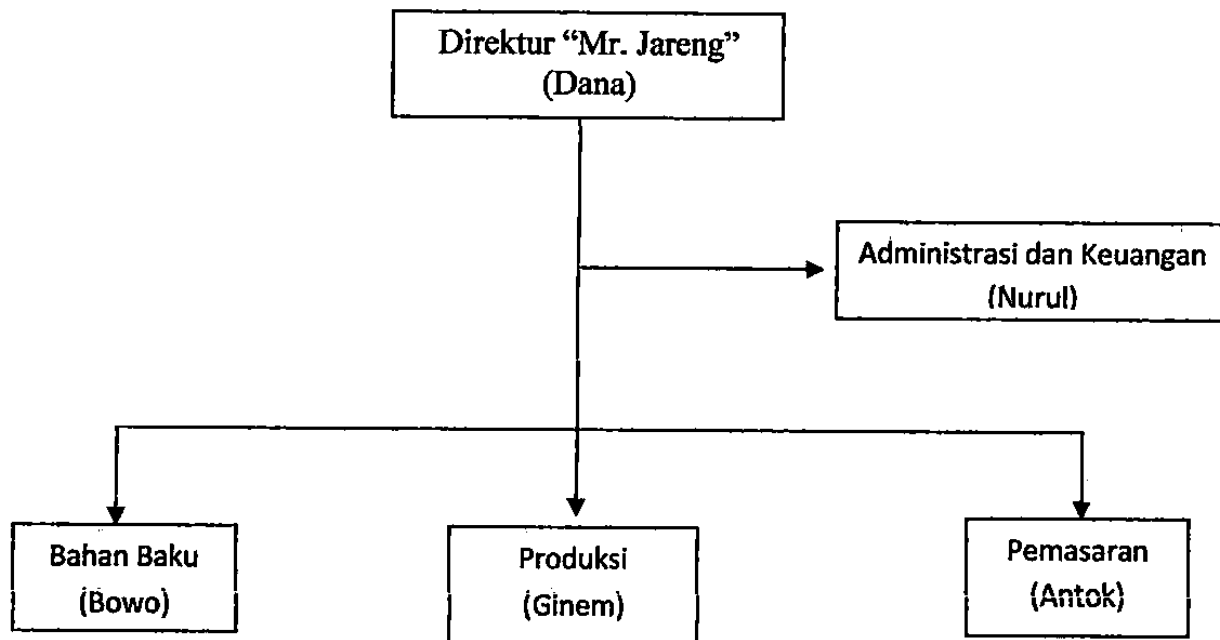 Direktur “Mr. Jareng”
(Dana)
Administrasi dan Keuangan
(Nurul)
Bahan Baku
(Bowo)
Produksi
(Ginem)
Pemasaran
(Antok)